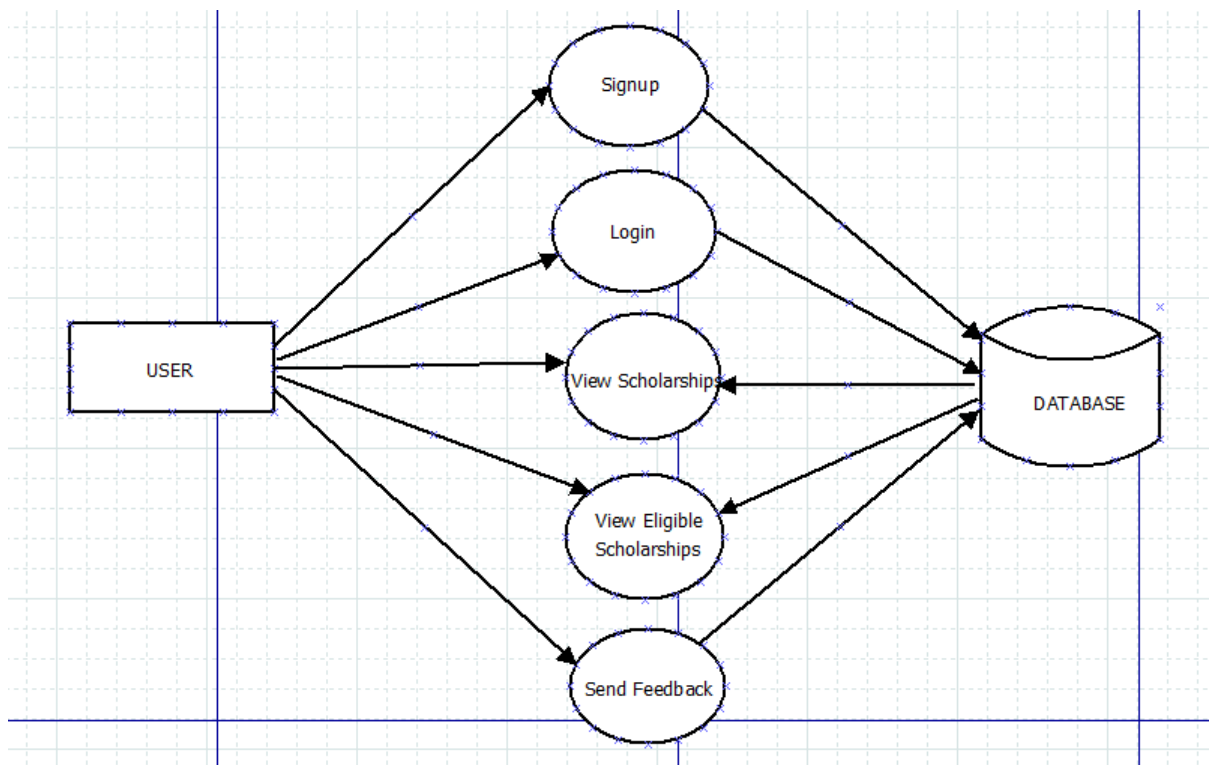 Signup
Login
USER
View Scholarships
DATABASE
View Eligible
Scholarships
Send Feedback